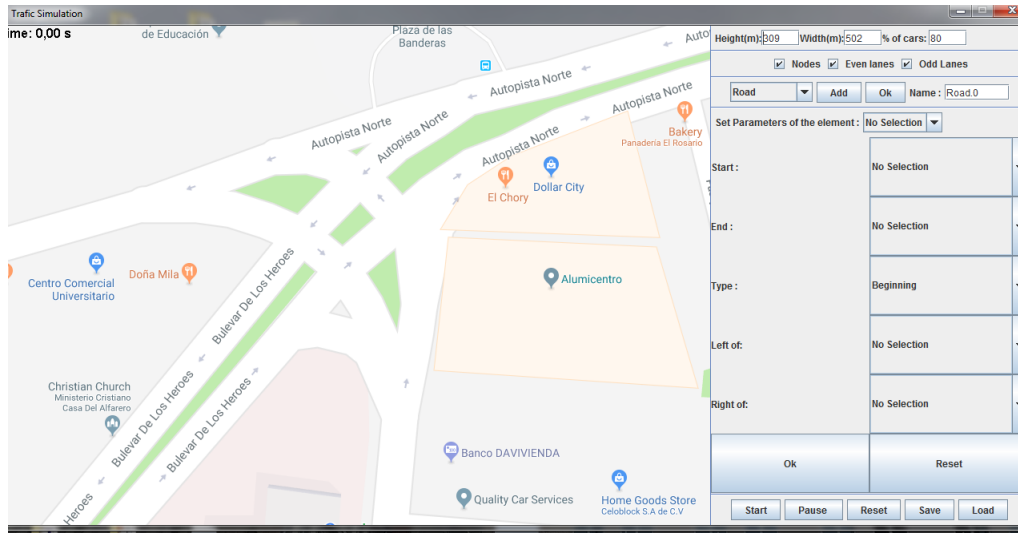 Trafic Simulation
ime: 0,00 s
de Educación
Plaza de las
Banderas
Auto
Autopista Norte
Autopista Norte
Autopista Norte
Autopista Norte
Autopista Norte
Bakery
Panadería El Rosario
El Chory
Dollar City
Centro Comercial
Universitario
Doña Mila
Alumicentro
Bulevar De Los Heroes
Christian Church
Ministerio Cristiano
Casa Del Alfarero
Bulevar De Los Heroes
Bulevar De Los Heroes
Heroes
Banco DAVIVIENDA
Quality Car Services
Home Goods Store
Celoblock S.A de C.V
Height(m): 309 Width(m): 502 % of cars: 80
Nodes Even lanes Odd Lanes
Road Add Ok Name : Road.0
Set Parameters of the element : No Selection
Start : No Selection
End : No Selection
Type : Beginning
Left of: No Selection
Right of: No Selection
Ok Reset
Start Pause Reset Save Load